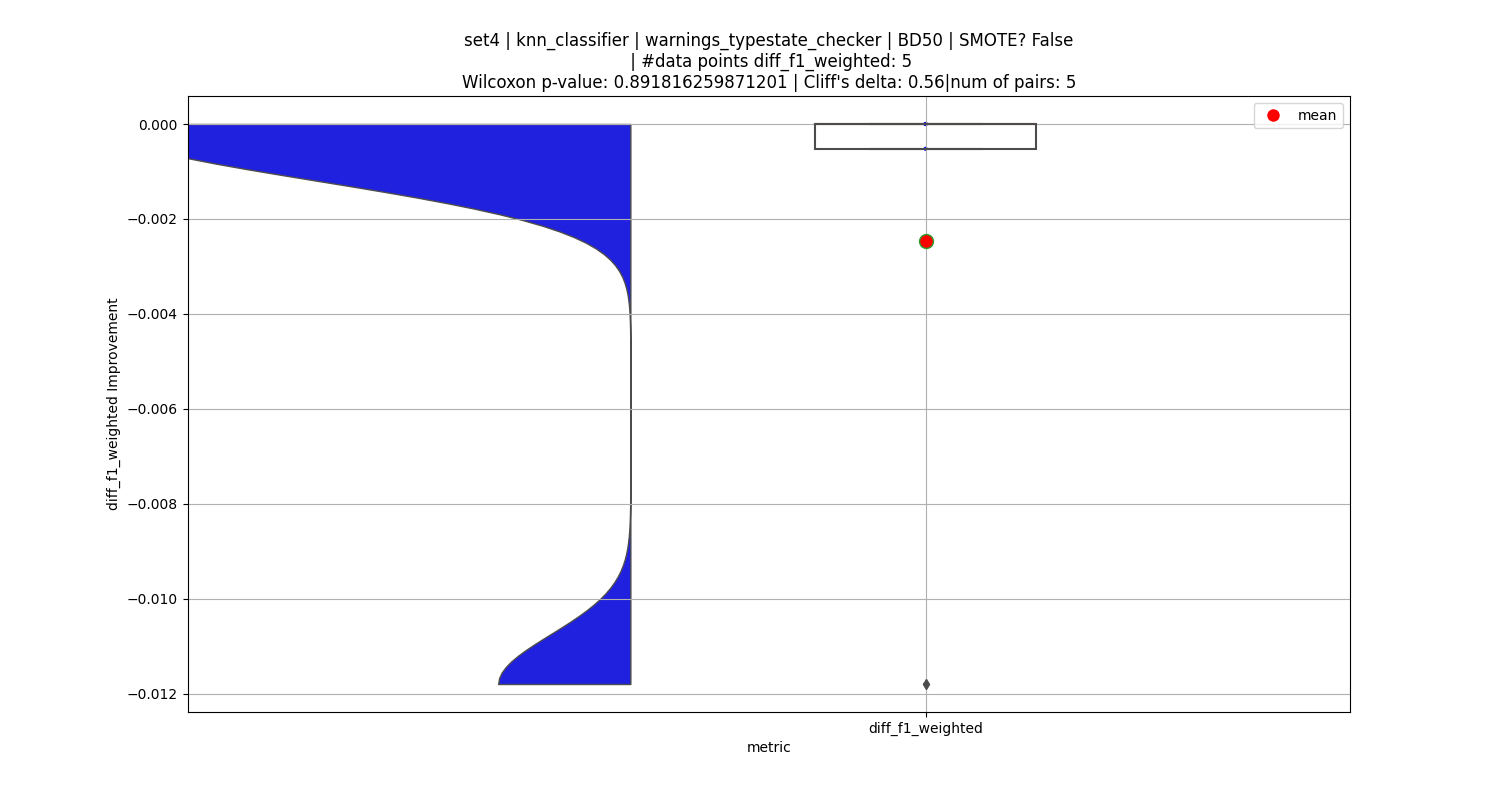 set4 | knn_classifier | warnings_typestate_checker | BD50 | SMOTE? False
| #data points diff_f1_weighted: 5
Wilcoxon p-value: 0.891816259871201 | Cliff's delta: 0.56|num of pairs: 5
mean
0.000
−0.002
−0.004
−0.006
−0.008
−0.010
−0.012
diff_f1_weighted Improvement
diff_f1_weighted
metric